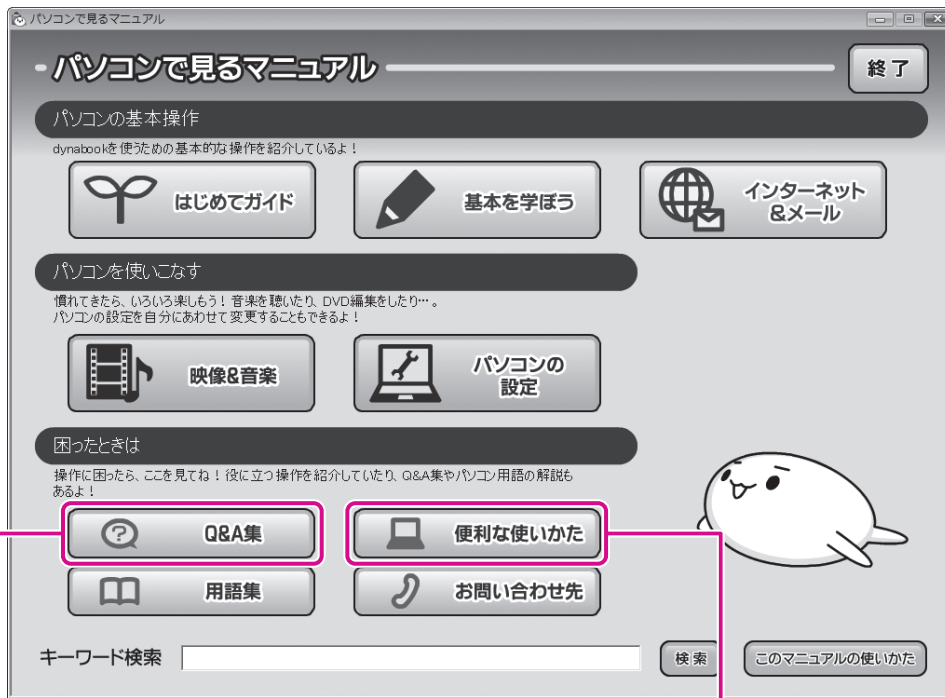 パソコンで見るマニュアル
パソコンで見るマニュアル
終了
パソコンの基本操作
dynabookを使うための基本的な操作を紹介しているよ！
はじめてガイド
基本を学ぼう
インターネット
&メール
パソコンを使いこなす
慣れてきたら、いろいろ楽しもう！音楽を聴いたり、DVD編集をしたり…。
パソコンの設定を自分にあわせて変更することもできるよ！
映像&音楽
パソコンの
設定
困ったときは
操作に困ったら、ここを見てね！役に立つ操作を紹介していたり、Q&A集やパソコン用語の解説も
あるよ！
Q&A集
便利な使いかた
用語集
お問い合わせ先
キーワード検索
検索
このマニュアルの使いかた